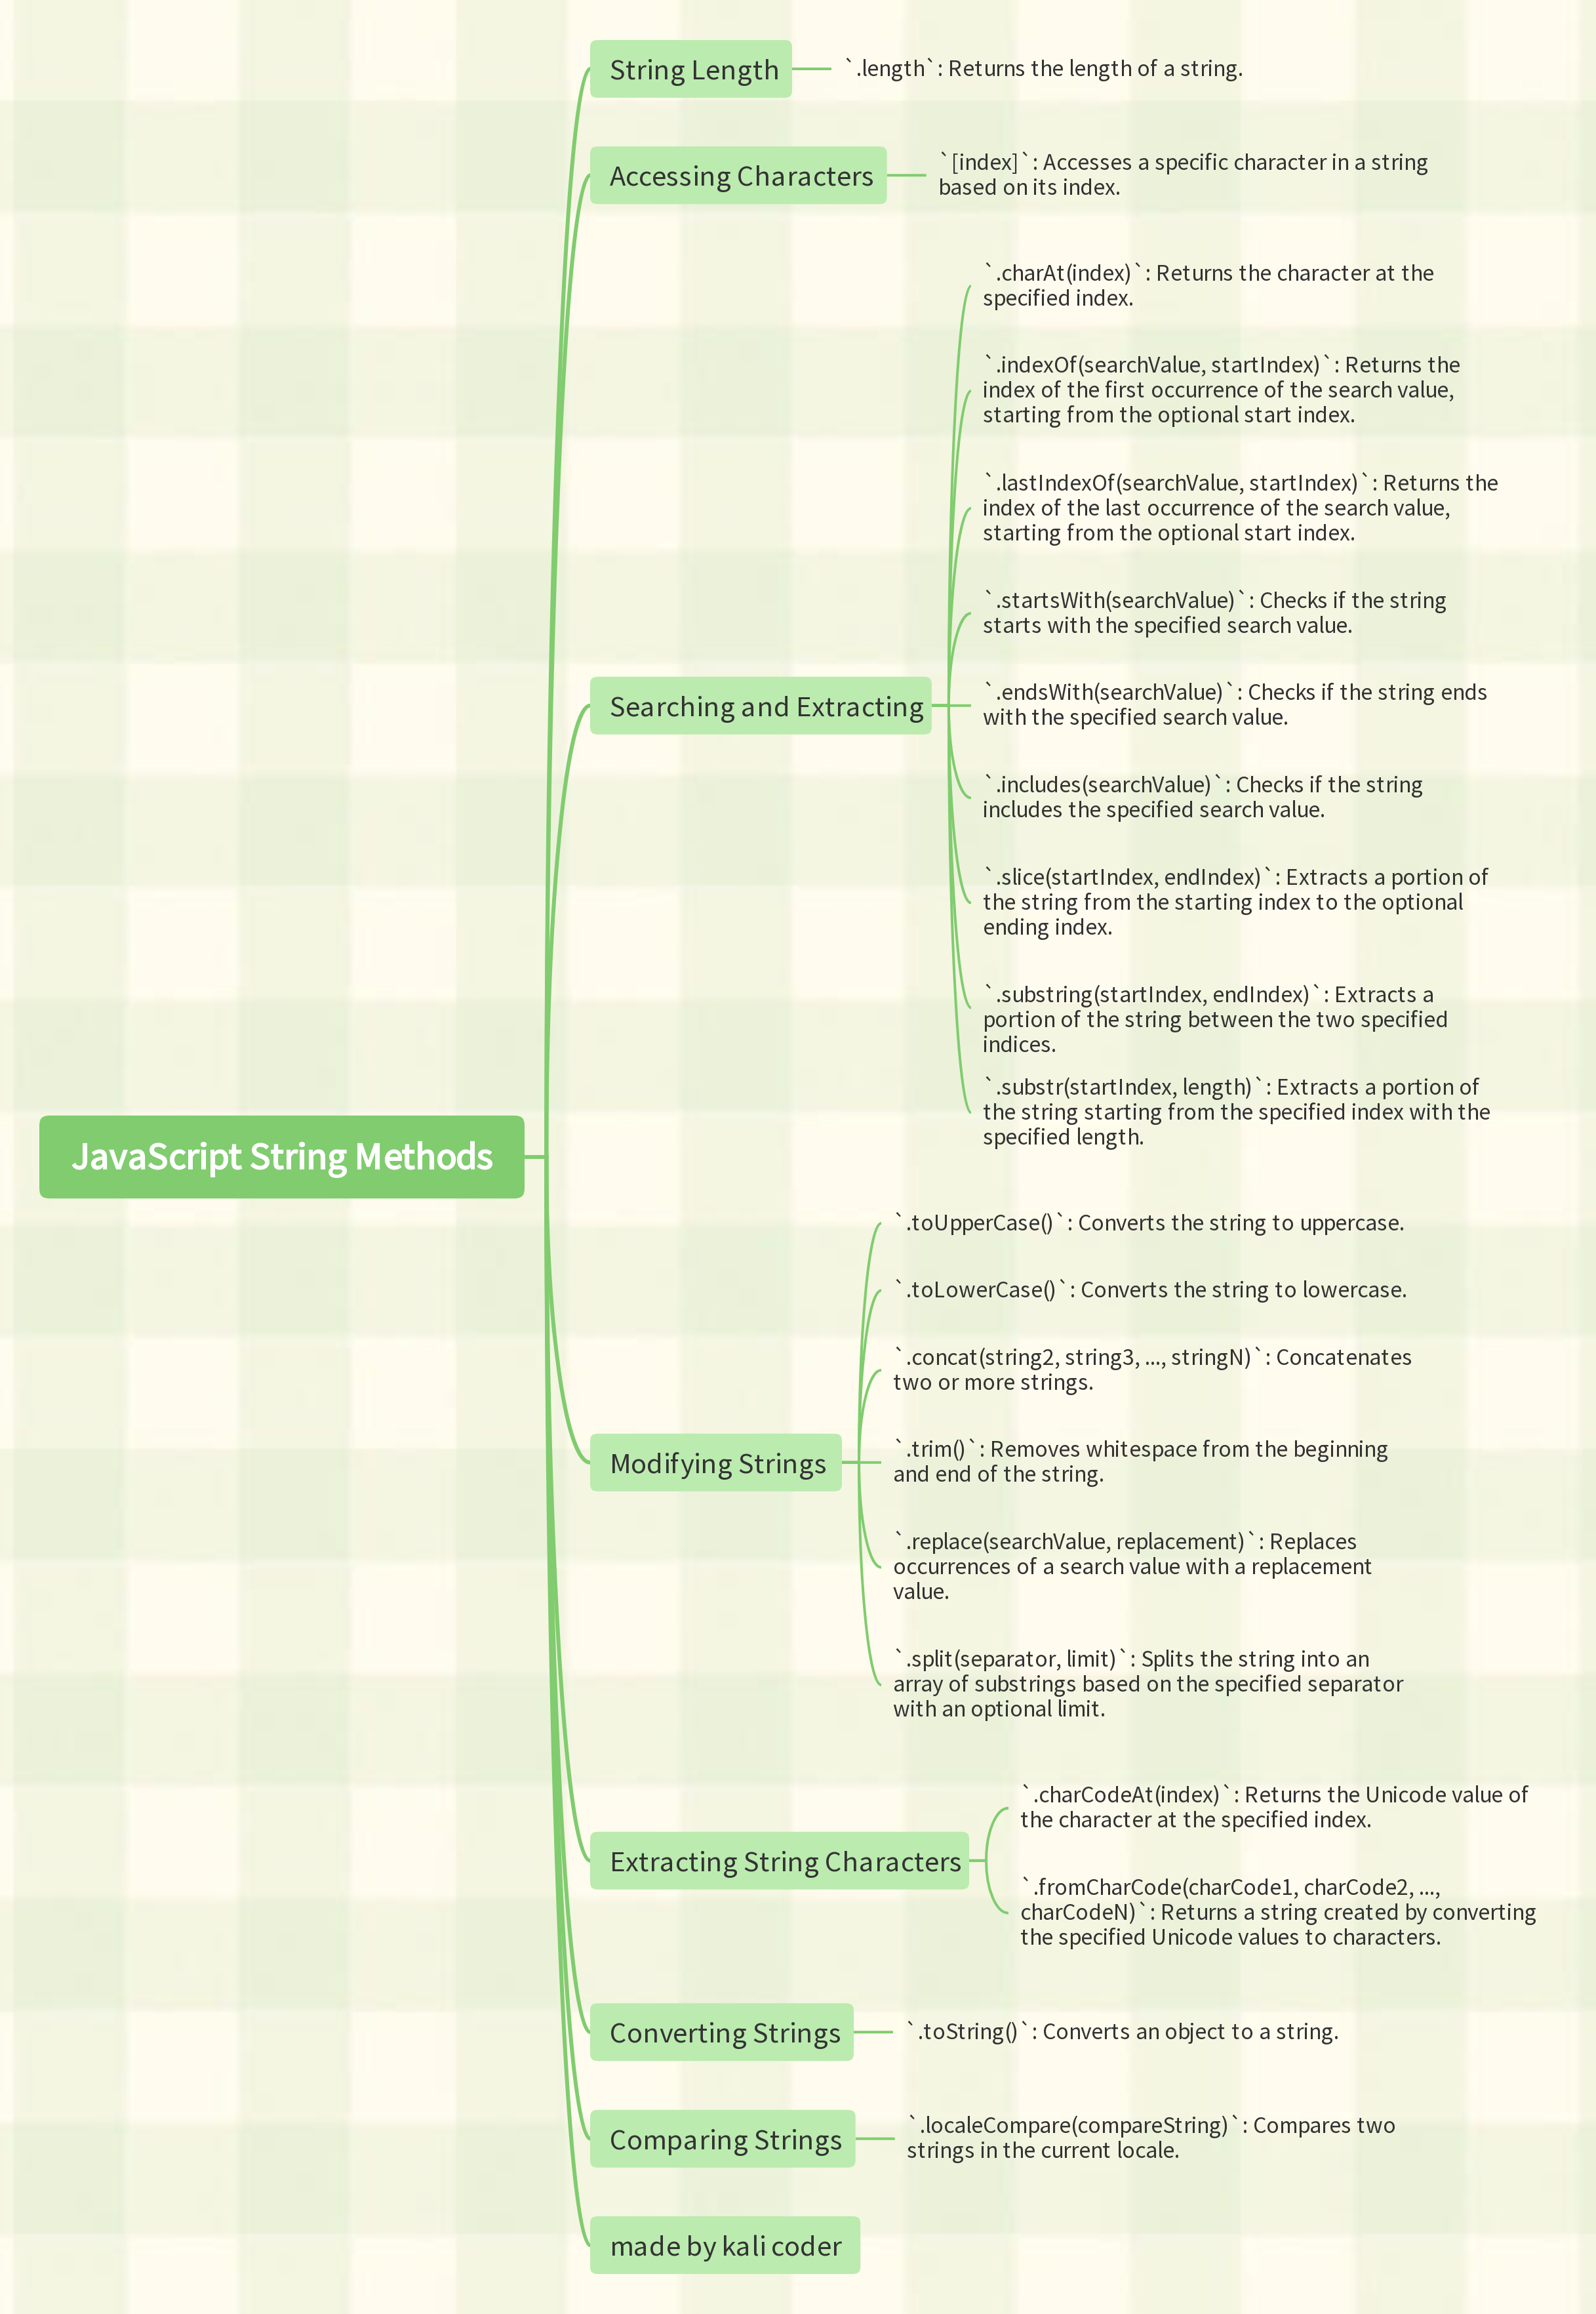 String Length
`.length`: Returns the length of a string.
Accessing Characters
`[index]`: Accesses a specific character in a string
based on its index.
`.charAt(index)`: Returns the character at the
specified index.
`.indexOf(searchValue, startIndex)`: Returns the
index of the first occurrence of the search value,
starting from the optional start index.
`.lastIndexOf(searchValue, startIndex)`: Returns the
index of the last occurrence of the search value,
starting from the optional start index.
`.startsWith(searchValue)`: Checks if the string
starts with the specified search value.
Searching and Extracting
`.endsWith(searchValue)`: Checks if the string ends
with the specified search value.
`.includes(searchValue)`: Checks if the string
includes the specified search value.
`.slice(startIndex, endIndex)`: Extracts a portion of
the string from the starting index to the optional
ending index.
`.substring(startIndex, endIndex)`: Extracts a
portion of the string between the two specified
indices.
`.substr(startIndex, length)`: Extracts a portion of
the string starting from the specified index with the
specified length.
JavaScript String Methods
`.toUpperCase()`: Converts the string to uppercase.
`.toLowerCase()`: Converts the string to lowercase.
`.concat(string2, string3, ..., stringN)`: Concatenates
two or more strings.
Modifying Strings
`.trim()`: Removes whitespace from the beginning
and end of the string.
`.replace(searchValue, replacement)`: Replaces
occurrences of a search value with a replacement
value.
`.split(separator, limit)`: Splits the string into an
array of substrings based on the specified separator
with an optional limit.
Extracting String Characters
`.charCodeAt(index)`: Returns the Unicode value of
the character at the specified index.
`.fromCharCode(charCode1, charCode2, ...,
charCodeN)`: Returns a string created by converting
the specified Unicode values to characters.
Converting Strings
`.toString()`: Converts an object to a string.
Comparing Strings
`.localeCompare(compareString)`: Compares two
strings in the current locale.
made by kali coder